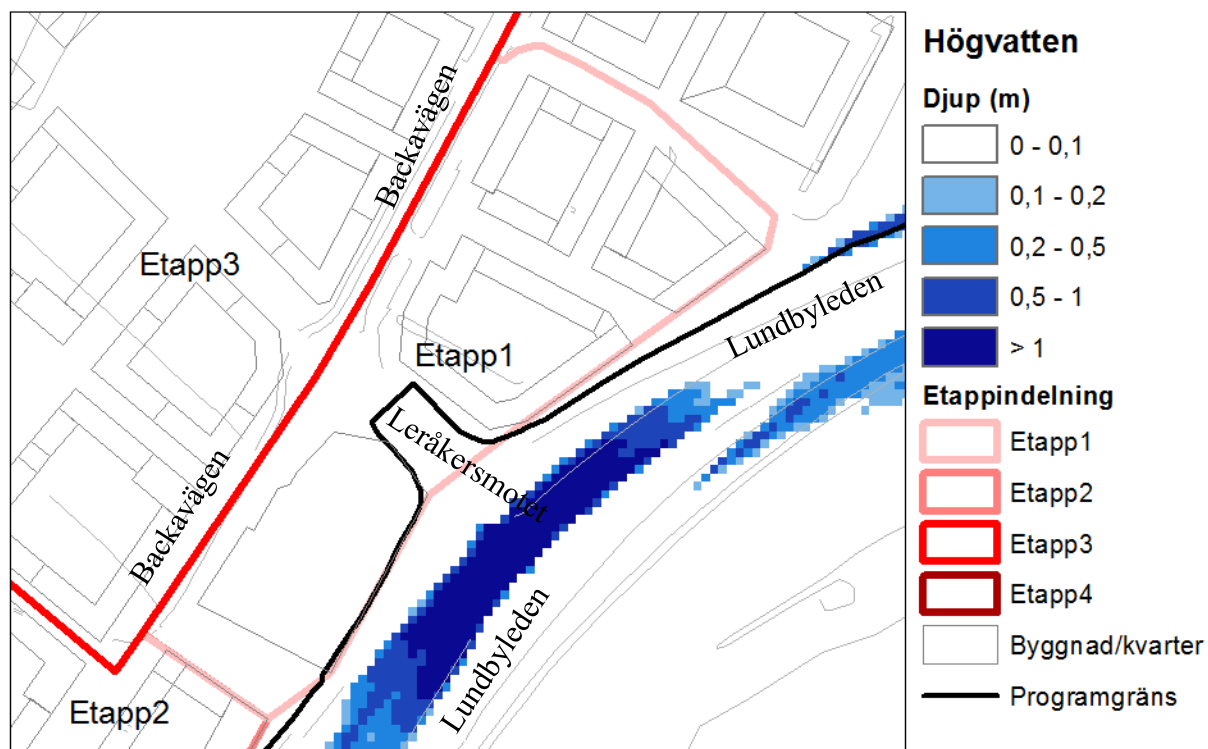 Backavägen
Etapp3
Lundbyleden
Etapp1
Leråkersmotet
Backavägen
Lundbyleden
Etapp2
Högvatten
Djup (m)
0 - 0,1
0,1 - 0,2
0,2 - 0,5
0,5 - 1
> 1
Etappindelning
Etapp1
Etapp2
Etapp3
Etapp4
Byggnad/kvarter
Programgräns